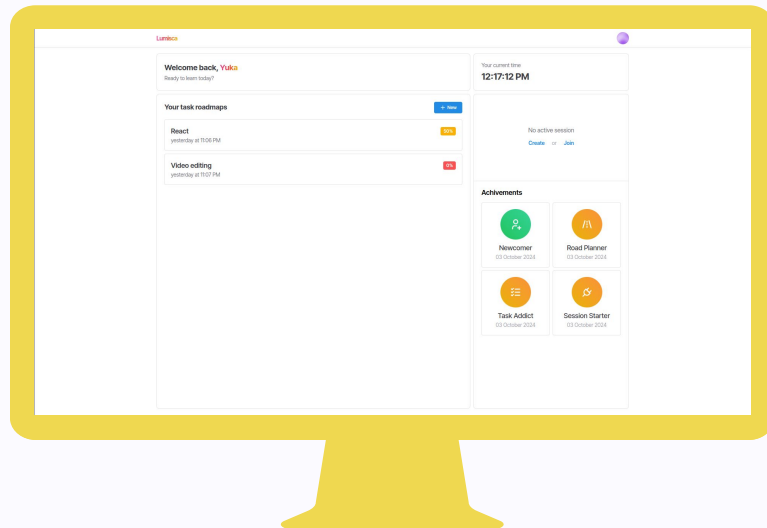 Lumisca
Welcome back, Yuka
Ready to learn today?
Your current time
12:17:12 PM
Your task roadmaps
+ New
React
yesterday at 11:08 PM
50%
Video editing
yesterday at 11:07 PM
0%
No active session
Create or Join
Achivements
Newcomer
03 October 2024
Road Planner
03 October 2024
Task Addict
03 October 2024
Session Starter
03 October 2024